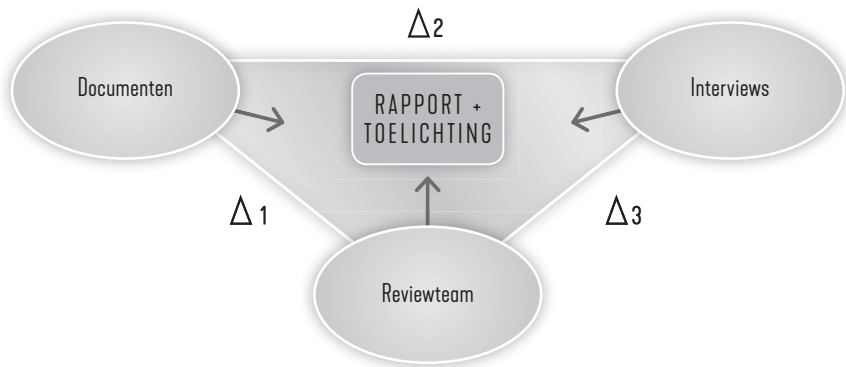 Δ2
Documenten
Interviews
RAPPORT +
TOELICHTING
Δ1
Δ3
Reviewteam